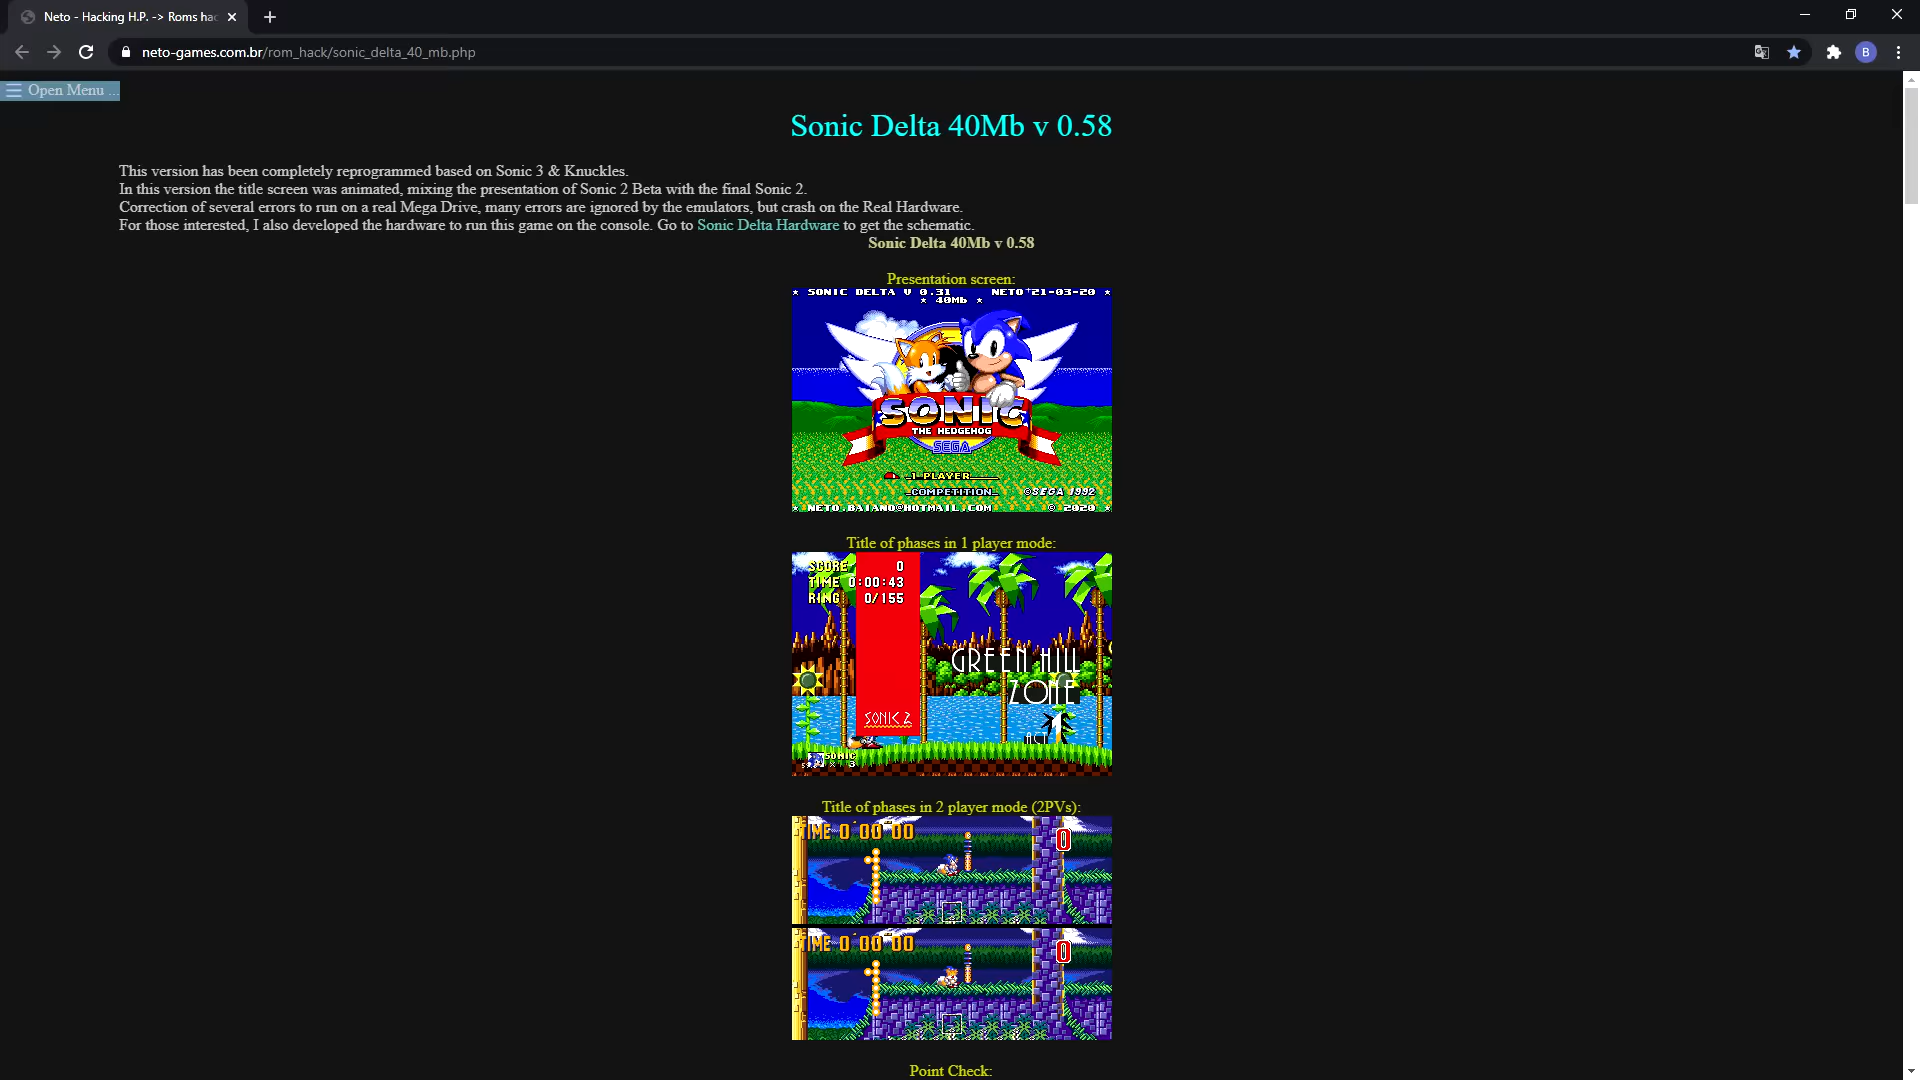 Neto - Hacking H.P. -> Roms hac
neto-games.com.br/rom_hack/sonic_delta_40_mb.php
B
Open Menu ...
Sonic Delta 40Mb v 0.58
This version has been completely reprogrammed based on Sonic 3 & Knuckles.
In this version the title screen was animated, mixing the presentation of Sonic 2 Beta with the final Sonic 2.
Correction of several errors to run on a real Mega Drive, many errors are ignored by the emulators, but crash on the Real Hardware.
For those interested, I also developed the hardware to run this game on the console. Go to Sonic Delta Hardware to get the schematic.
Sonic Delta 40Mb v 0.58
Presentation screen:
* SONIC DELTA V 0.31 NETO'21-03-20 *
* 40Mb *
SONIC
THE HEDGEHOG
SEGA
1 PLAYER
COMPETITION ©SEGA 1992
* NETO.BAIANO@HOTMAIL.COM © 2020 *
Title of phases in 1 player mode:
SCORE 0
TIME 0:00:43
RING 0/155
GREEN HILL
ZONE
SONIC 2
ACT 1
SONIC
× 3
Title of phases in 2 player mode (2PVs):
TIME 0'00"00 0
TIME 0'00"00 0
Point Check: